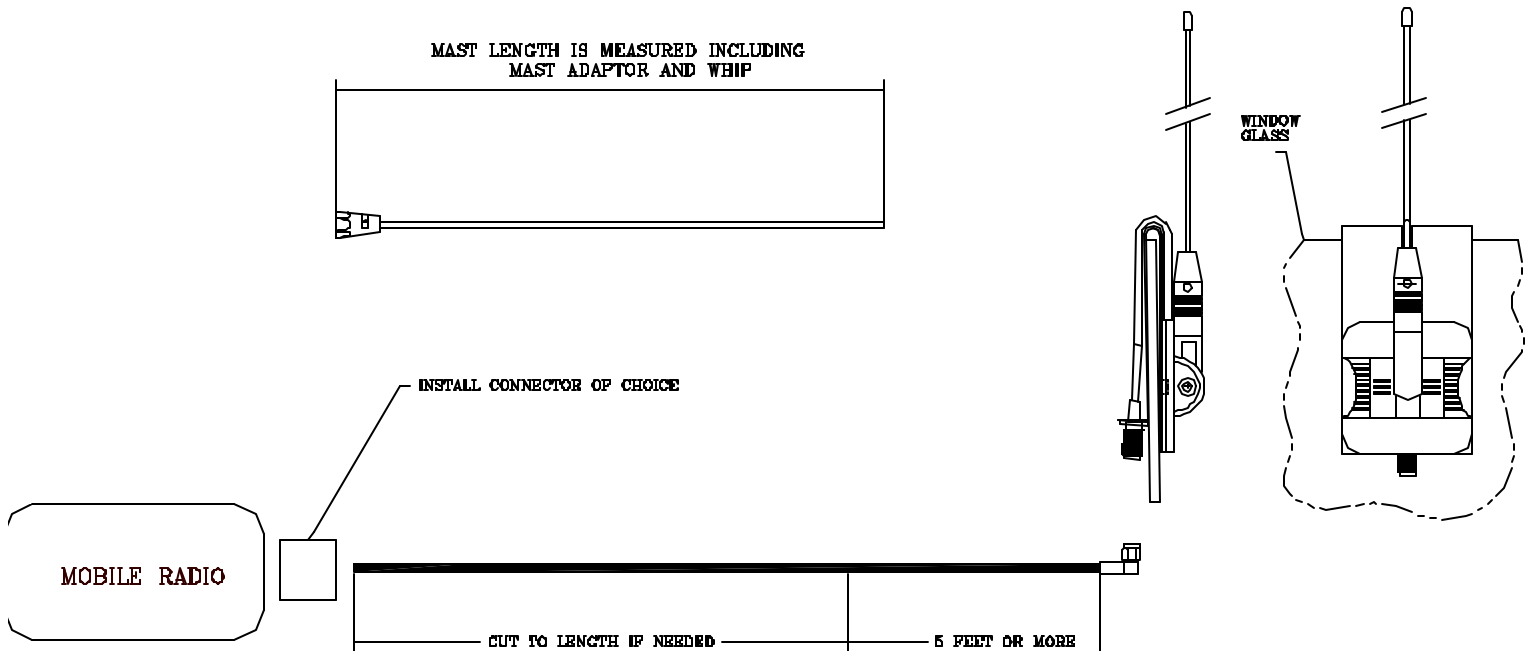 MAST LENGTH IS MEASURED INCLUDING
MAST ADAPTOR AND WHIP
WINDOW
GLASS
INSTALL CONNECTOR OF CHOICE
MOBILE RADIO
CUT TO LENGTH IF NEEDED
5 FEET OR MORE